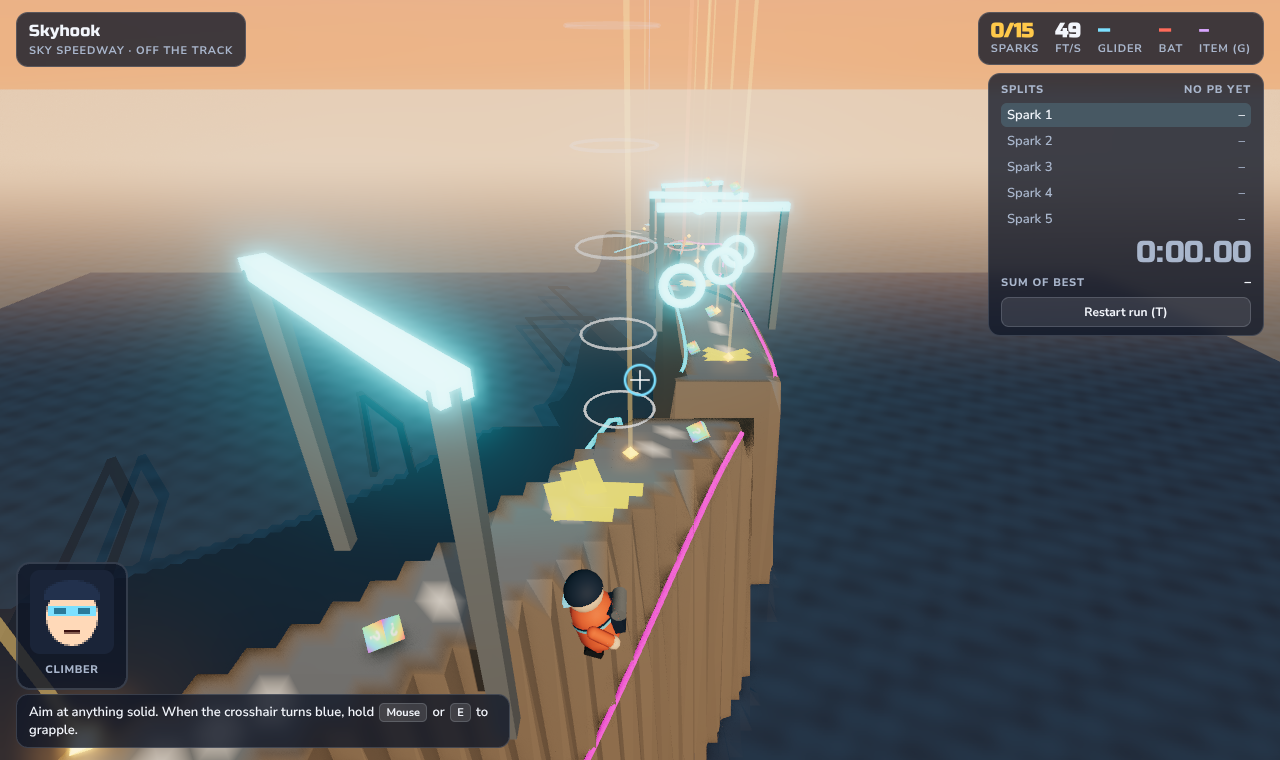 Skyhook
SKY SPEEDWAY · OFF THE TRACK
0/15 49
SPARKS FT/S GLIDER BAT ITEM (G)
SPLITS NO PB YET
Spark 1 –
Spark 2 –
Spark 3 –
Spark 4 –
Spark 5 –
0:00.00
SUM OF BEST –
Restart run (T)
CLIMBER
Aim at anything solid. When the crosshair turns blue, hold Mouse or E to
grapple.